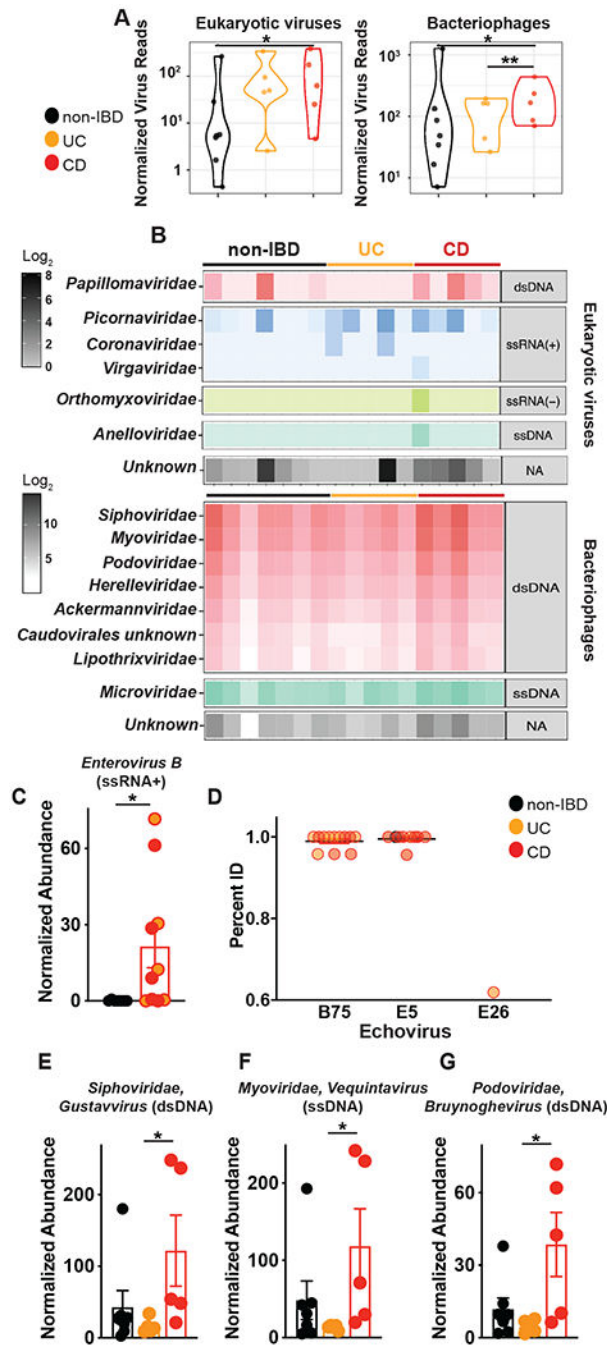 A
Eukaryotic viruses
Bacteriophages
Normalized Virus Reads
10²
10
1
*
Normalized Virus Reads
10³
10²
10¹
*
**
non-IBD
UC
CD
B
non-IBD
UC
CD
Log₂
8
6
4
2
0
Papillomaviridae
dsDNA
Picornaviridae
Coronaviridae
Virgaviridae
ssRNA(+)
Orthomyxoviridae
ssRNA(−)
Anelloviridae
ssDNA
Unknown
NA
Eukaryotic viruses
Log₂
10
5
0
Siphoviridae
Myoviridae
Podoviridae
Herelleviridae
Ackermannviridae
Caudovirales unknown
Lipothrixviridae
dsDNA
Microviridae
ssDNA
Unknown
NA
Bacteriophages
C
Enterovirus B
(ssRNA+)
*
Normalized Abundance
60
30
0
D
non-IBD
UC
CD
Percent ID
1.0
0.8
0.6
B75
E5
E26
Echovirus
E
Siphoviridae,
Gustavvirus (dsDNA)
*
Normalized Abundance
200
100
0
F
Myoviridae, Vequintavirus
(ssDNA)
*
Normalized Abundance
200
100
0
G
Podoviridae,
Bruynoghevirus (dsDNA)
*
Normalized Abundance
60
30
0